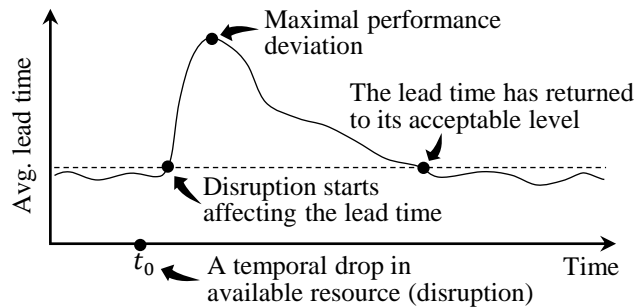 Maximal performance
deviation
The lead time has returned
to its acceptable level
Avg. lead time
Disruption starts
affecting the lead time
t₀
A temporal drop in
available resource (disruption)
Time